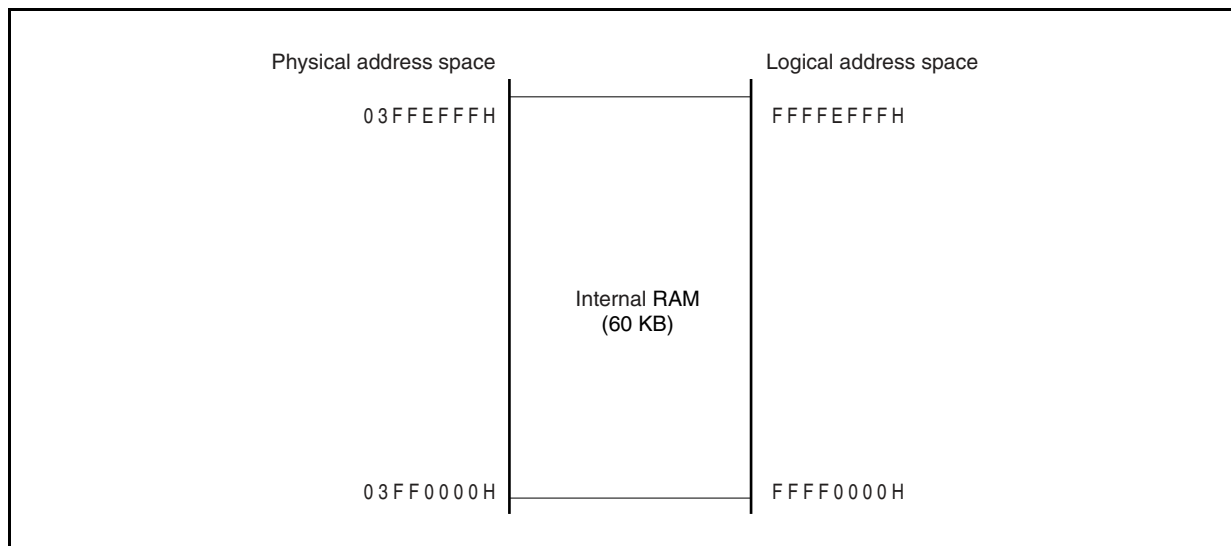 Physical address space
Logical address space
03FFEFFFH
FFFFEFFFH
Internal RAM
(60 KB)
03FF0000H
FFFF0000H